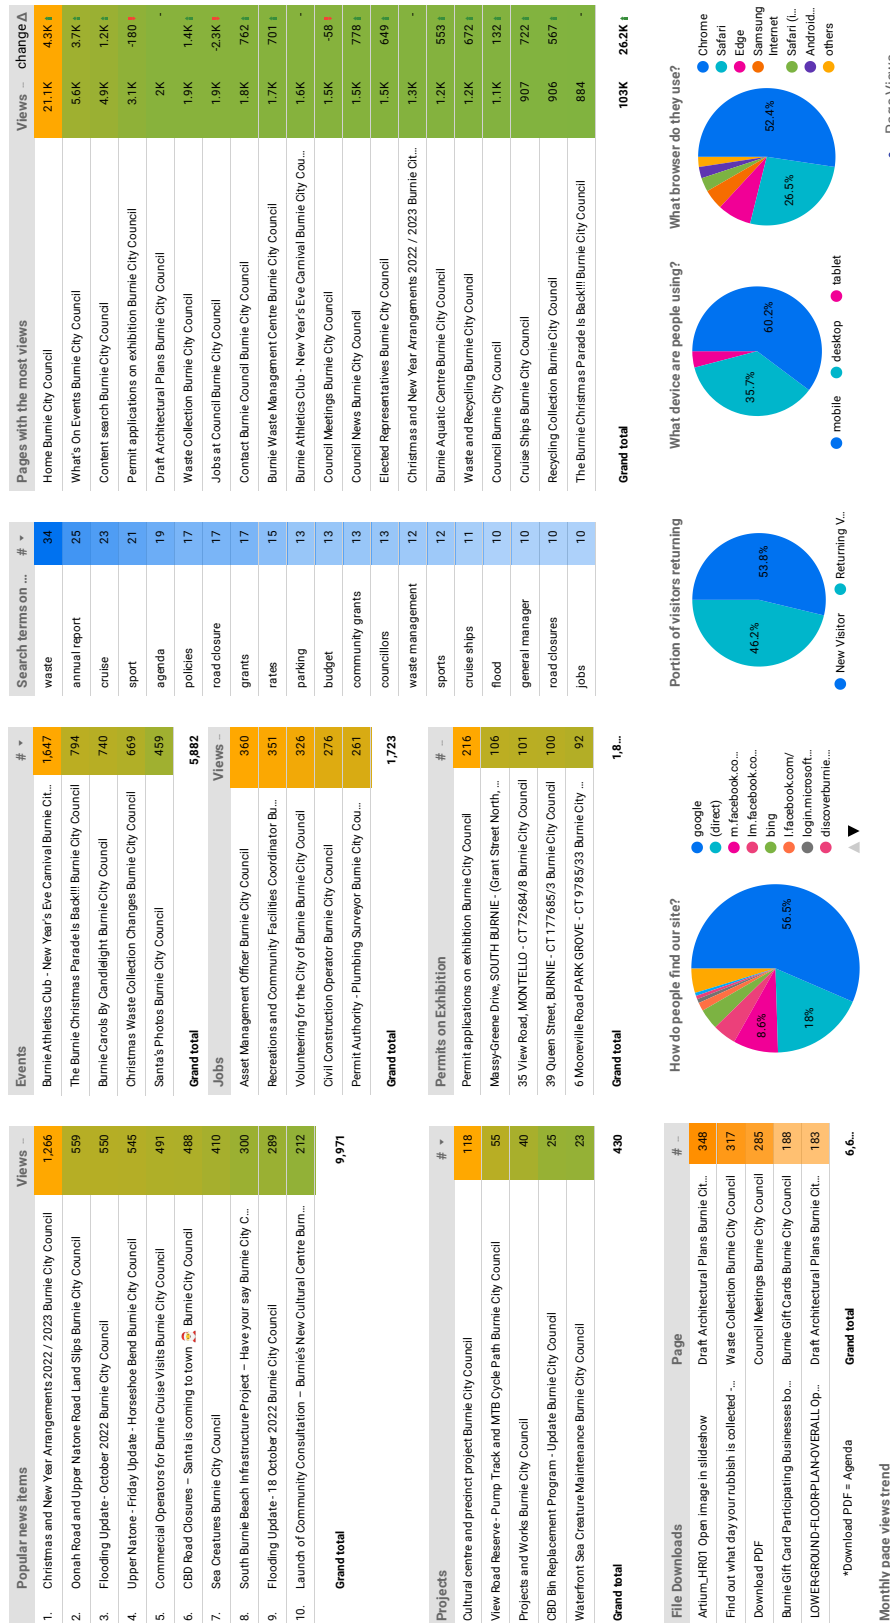 Popular news items Views
1. Christmas and New Year Arrangements 2022 / 2023 Burnie City Council 1,266
2. Oonah Road and Upper Natone Road Land Slips Burnie City Council 559
3. Flooding Update - October 2022 Burnie City Council 550
4. Upper Natone - Friday Update - Horseshoe Bend Burnie City Council 545
5. Commercial Operators for Burnie Cruise Visits Burnie City Council 491
6. CBD Road Closures – Santa is coming to town 🎅 Burnie City Council 488
7. Sea Creatures Burnie City Council 410
8. South Burnie Beach Infrastructure Project – Have your say Burnie City C... 300
9. Flooding Update - 18 October 2022 Burnie City Council 289
10. Launch of Community Consultation – Burnie's New Cultural Centre Burn... 212
Grand total 9,971
Events #
Burnie Athletics Club - New Year's Eve Carnival Burnie Cit... 1,647
The Burnie Christmas Parade Is Back!!! Burnie City Council 794
Burnie Carols By Candlelight Burnie City Council 740
Christmas Waste Collection Changes Burnie City Council 669
Santa's Photos Burnie City Council 459
Grand total 5,882
Jobs Views
Asset Management Officer Burnie City Council 360
Recreations and Community Facilities Coordinator Bu... 351
Volunteering for the City of Burnie Burnie City Council 326
Civil Construction Operator Burnie City Council 276
Permit Authority - Plumbing Surveyor Burnie City Cou... 261
Grand total 1,723
Search terms on ... #
waste 34
annual report 25
cruise 23
sport 21
agenda 19
policies 17
road closure 17
grants 17
rates 15
parking 13
budget 13
community grants 13
councillors 13
waste management 12
sports 12
cruise ships 11
flood 10
general manager 10
road closures 10
jobs 10
Pages with the most views Views change Δ
Home Burnie City Council 21.1K 4.3K
What's On Events Burnie City Council 5.6K 3.7K
Content search Burnie City Council 4.9K 1.2K
Permit applications on exhibition Burnie City Council 3.1K -180
Draft Architectural Plans Burnie City Council 2K -
Waste Collection Burnie City Council 1.9K 1.4K
Jobs at Council Burnie City Council 1.9K -2.3K
Contact Burnie Council Burnie City Council 1.8K 762
Burnie Waste Management Centre Burnie City Council 1.7K 701
Burnie Athletics Club - New Year's Eve Carnival Burnie City Cou... 1.6K -
Council Meetings Burnie City Council 1.5K -58
Council News Burnie City Council 1.5K 778
Elected Representatives Burnie City Council 1.5K 649
Christmas and New Year Arrangements 2022 / 2023 Burnie Cit... 1.3K -
Burnie Aquatic Centre Burnie City Council 1.2K 553
Waste and Recycling Burnie City Council 1.2K 672
Council Burnie City Council 1.1K 132
Cruise Ships Burnie City Council 907 722
Recycling Collection Burnie City Council 906 567
The Burnie Christmas Parade Is Back!!! Burnie City Council 884 -
Grand total 103K 26.2K
Projects #
Cultural centre and precinct project Burnie City Council 118
View Road Reserve - Pump Track and MTB Cycle Path Burnie City Council 55
Projects and Works Burnie City Council 40
CBD Bin Replacement Program - Update Burnie City Council 25
Waterfront Sea Creature Maintenance Burnie City Council 23
Grand total 430
Permits on Exhibition #
Permit applications on exhibition Burnie City Council 216
Massy-Greene Drive, SOUTH BURNIE - (Grant Street North, ... 106
35 View Road, MONTELLO - CT 72684/8 Burnie City Council 101
39 Queen Street, BURNIE - CT 177685/3 Burnie City Council 100
6 Mooreville Road PARK GROVE - CT 9785/33 Burnie City ... 92
Grand total 1,8...
File Downloads Page #
Artium_HR01 Open image in slideshow Draft Architectural Plans Burnie Cit... 348
Find out what day your rubbish is collected -... Waste Collection Burnie City Council 317
Download PDF Council Meetings Burnie City Council 285
Burnie Gift Card Participating Businesses bo... Burnie Gift Cards Burnie City Council 188
LOWER-GROUND-FLOOR-PLAN-OVERALL Op... Draft Architectural Plans Burnie Cit... 183
*Download PDF = Agenda Grand total 6,6...
How do people find our site?
56.5%
18%
8.6%
google
(direct)
m.facebook.co...
lm.facebook.co...
bing
l.facebook.com/
login.microsoft...
discoverburnie....
Portion of visitors returning
53.8%
46.2%
New Visitor Returning V...
What device are people using?
60.2%
35.7%
mobile desktop tablet
What browser do they use?
52.4%
26.5%
Chrome
Safari
Edge
Samsung
Internet
Safari (i...
Android...
others
Monthly page views trend
Page Views